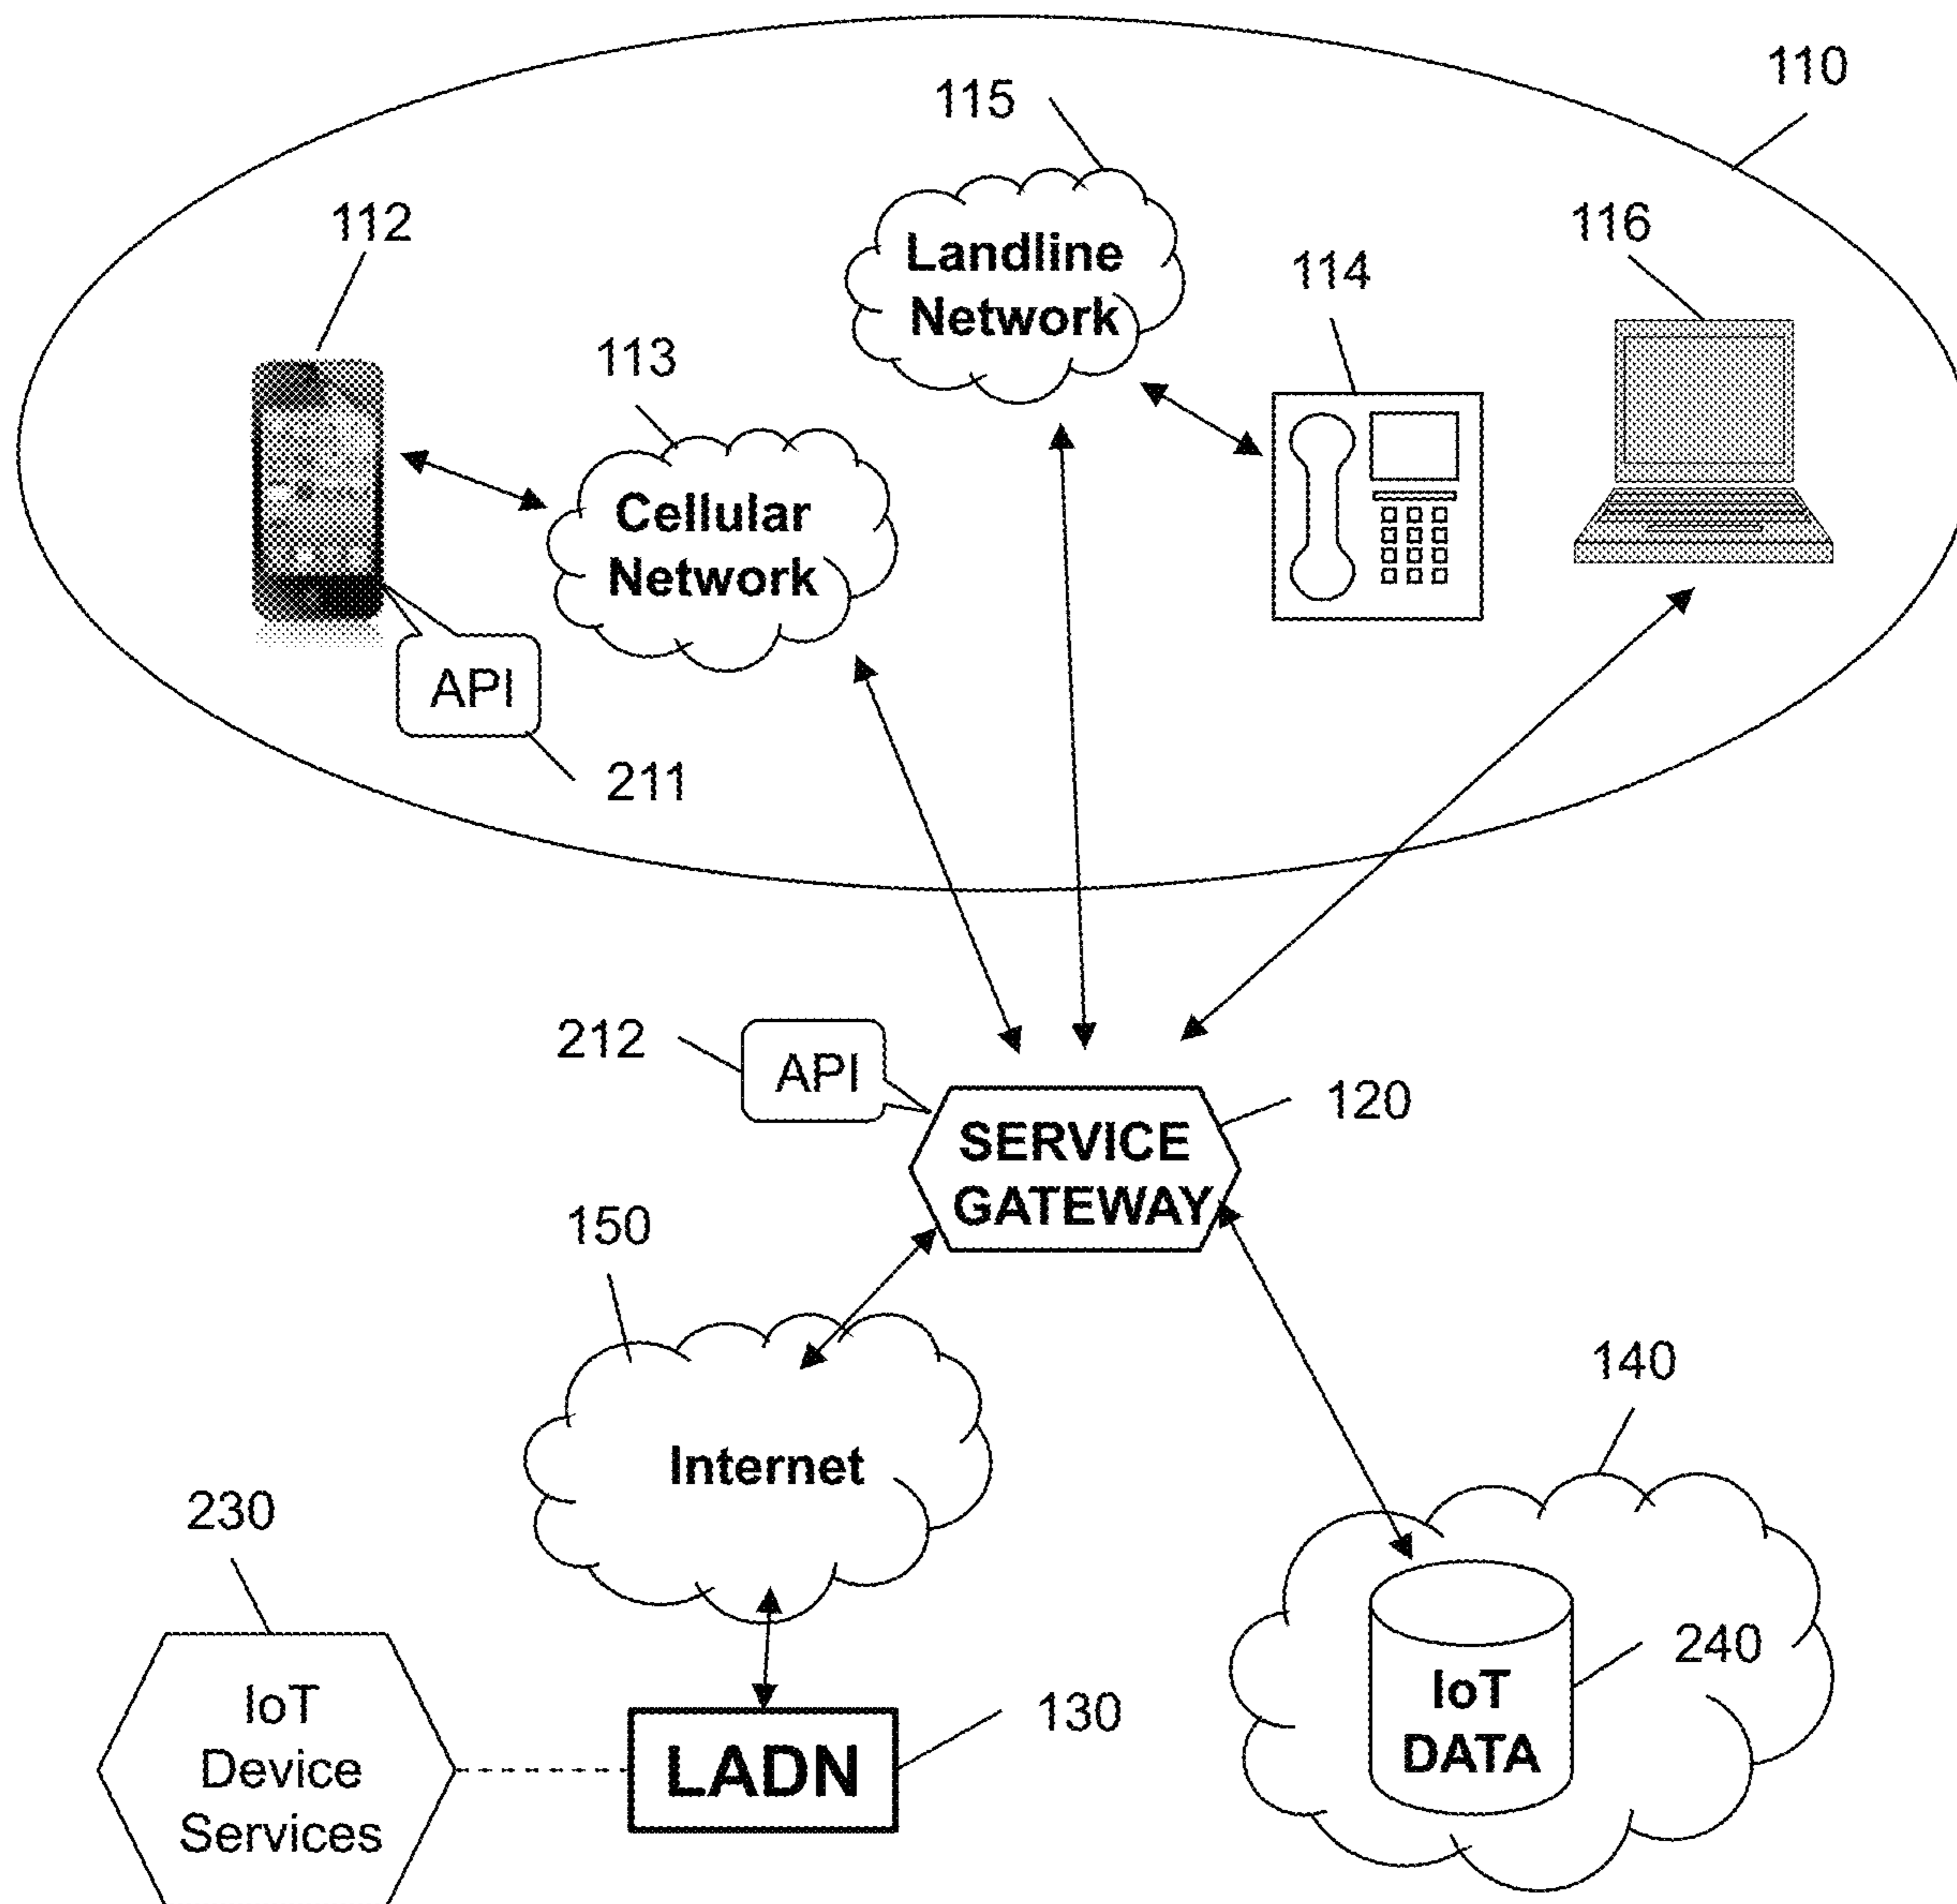 110
115
112
116
Landline
Network
114
113
Cellular
Network
API
211
212
API
120
SERVICE
GATEWAY
150
140
Internet
230
240
IoT
DATA
IoT
Device
Services
LADN
130